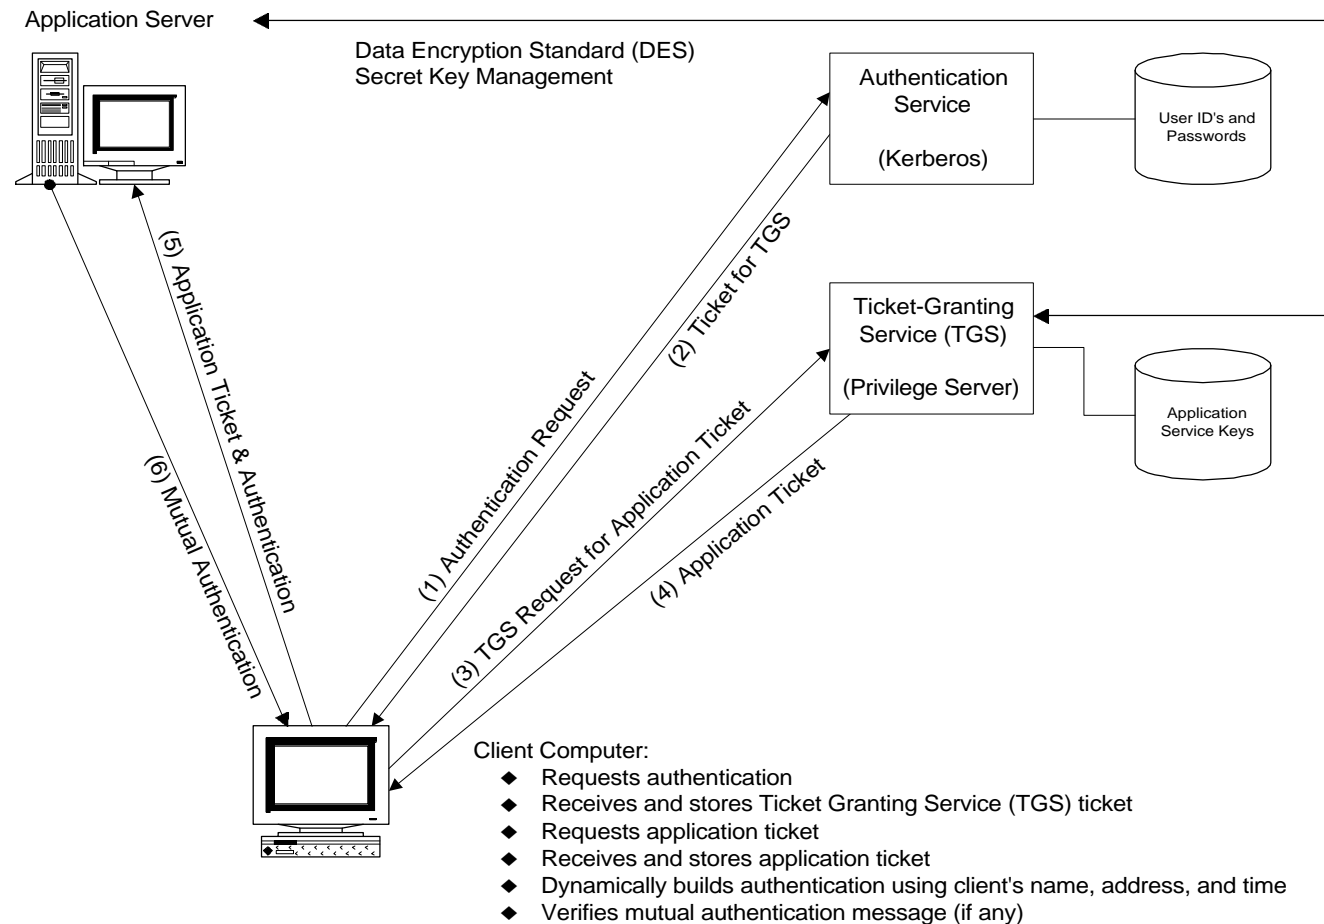 Application Server
Data Encryption Standard (DES)
Secret Key Management
Authentication
Service
(Kerberos)
User ID's and
Passwords
(5) Application Ticket & Authentication
(6) Mutual Authentication
(1) Authentication Request
(2) Ticket for TGS
(3) TGS Request for Application Ticket
(4) Application Ticket
Ticket-Granting
Service (TGS)
(Privilege Server)
Application
Service Keys
Client Computer:
◆ Requests authentication
◆ Receives and stores Ticket Granting Service (TGS) ticket
◆ Requests application ticket
◆ Receives and stores application ticket
◆ Dynamically builds authentication using client's name, address, and time
◆ Verifies mutual authentication message (if any)